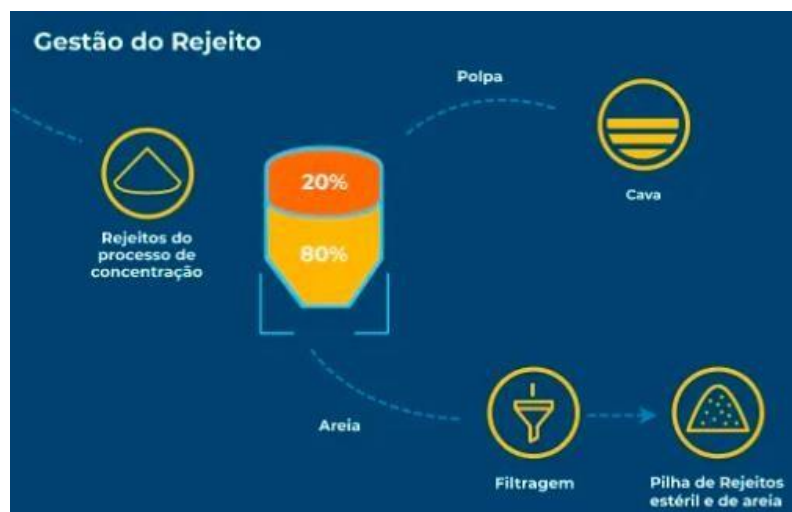 Gestão do Rejeito
Polpa
20%
80%
Cava
Rejeitos do
processo de
concentração
Areia
Filtragem
Pilha de Rejeitos
estéril e de areia